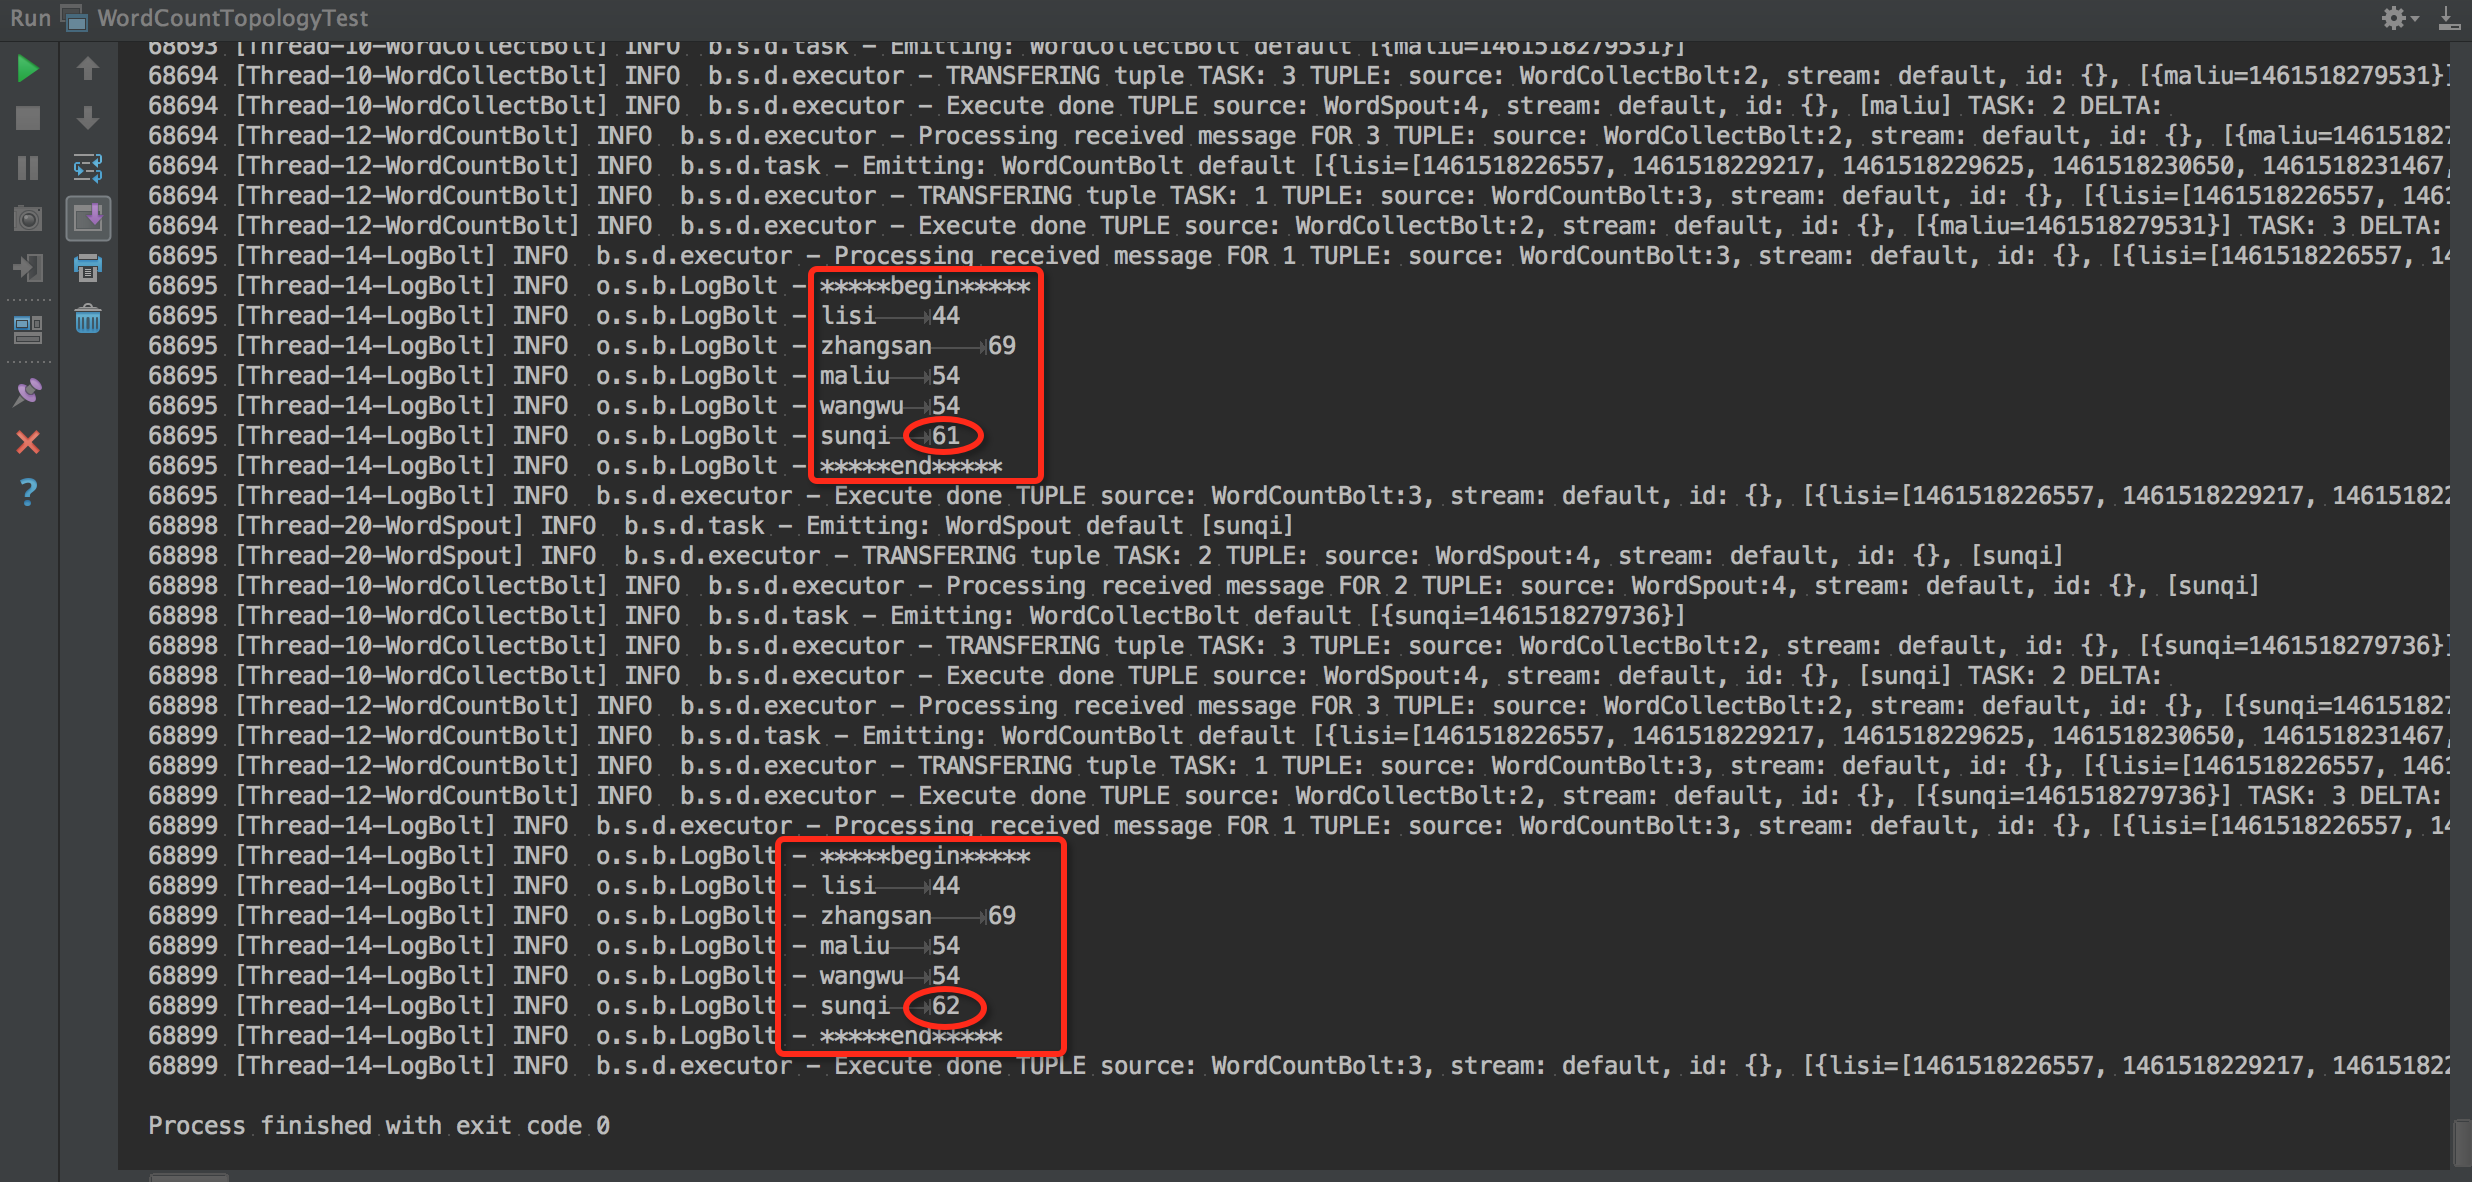 Run WordCountTopologyTest
68693 [Thread-10-WordCollectBolt] INFO  b.s.d.task - Emitting: WordCollectBolt default [{maliu=1461518279531}]
68694 [Thread-10-WordCollectBolt] INFO  b.s.d.executor - TRANSFERING tuple TASK: 3 TUPLE: source: WordCollectBolt:2, stream: default, id: {}, [{maliu=1461518279531}]
68694 [Thread-10-WordCollectBolt] INFO  b.s.d.executor - Execute done TUPLE source: WordSpout:4, stream: default, id: {}, [maliu] TASK: 2 DELTA:
68694 [Thread-12-WordCountBolt] INFO  b.s.d.executor - Processing received message FOR 3 TUPLE: source: WordCollectBolt:2, stream: default, id: {}, [{maliu=146151827
68694 [Thread-12-WordCountBolt] INFO  b.s.d.task - Emitting: WordCountBolt default [{lisi=[1461518226557, 1461518229217, 1461518229625, 1461518230650, 1461518231467,
68694 [Thread-12-WordCountBolt] INFO  b.s.d.executor - TRANSFERING tuple TASK: 1 TUPLE: source: WordCountBolt:3, stream: default, id: {}, [{lisi=[1461518226557, 1461
68694 [Thread-12-WordCountBolt] INFO  b.s.d.executor - Execute done TUPLE source: WordCollectBolt:2, stream: default, id: {}, [{maliu=1461518279531}] TASK: 3 DELTA:
68695 [Thread-14-LogBolt] INFO  b.s.d.executor - Processing received message FOR 1 TUPLE: source: WordCountBolt:3, stream: default, id: {}, [{lisi=[1461518226557, 14
68695 [Thread-14-LogBolt] INFO  o.s.b.LogBolt - *****begin*****
68695 [Thread-14-LogBolt] INFO  o.s.b.LogBolt - lisi	44
68695 [Thread-14-LogBolt] INFO  o.s.b.LogBolt - zhangsan	69
68695 [Thread-14-LogBolt] INFO  o.s.b.LogBolt - maliu	54
68695 [Thread-14-LogBolt] INFO  o.s.b.LogBolt - wangwu	54
68695 [Thread-14-LogBolt] INFO  o.s.b.LogBolt - sunqi	61
68695 [Thread-14-LogBolt] INFO  o.s.b.LogBolt - *****end*****
68695 [Thread-14-LogBolt] INFO  b.s.d.executor - Execute done TUPLE source: WordCountBolt:3, stream: default, id: {}, [{lisi=[1461518226557, 1461518229217, 146151822
68898 [Thread-20-WordSpout] INFO  b.s.d.task - Emitting: WordSpout default [sunqi]
68898 [Thread-20-WordSpout] INFO  b.s.d.executor - TRANSFERING tuple TASK: 2 TUPLE: source: WordSpout:4, stream: default, id: {}, [sunqi]
68898 [Thread-10-WordCollectBolt] INFO  b.s.d.executor - Processing received message FOR 2 TUPLE: source: WordSpout:4, stream: default, id: {}, [sunqi]
68898 [Thread-10-WordCollectBolt] INFO  b.s.d.task - Emitting: WordCollectBolt default [{sunqi=1461518279736}]
68898 [Thread-10-WordCollectBolt] INFO  b.s.d.executor - TRANSFERING tuple TASK: 3 TUPLE: source: WordCollectBolt:2, stream: default, id: {}, [{sunqi=1461518279736}]
68898 [Thread-10-WordCollectBolt] INFO  b.s.d.executor - Execute done TUPLE source: WordSpout:4, stream: default, id: {}, [sunqi] TASK: 2 DELTA:
68898 [Thread-12-WordCountBolt] INFO  b.s.d.executor - Processing received message FOR 3 TUPLE: source: WordCollectBolt:2, stream: default, id: {}, [{sunqi=146151827
68899 [Thread-12-WordCountBolt] INFO  b.s.d.task - Emitting: WordCountBolt default [{lisi=[1461518226557, 1461518229217, 1461518229625, 1461518230650, 1461518231467,
68899 [Thread-12-WordCountBolt] INFO  b.s.d.executor - TRANSFERING tuple TASK: 1 TUPLE: source: WordCountBolt:3, stream: default, id: {}, [{lisi=[1461518226557, 1461
68899 [Thread-12-WordCountBolt] INFO  b.s.d.executor - Execute done TUPLE source: WordCollectBolt:2, stream: default, id: {}, [{sunqi=1461518279736}] TASK: 3 DELTA:
68899 [Thread-14-LogBolt] INFO  b.s.d.executor - Processing received message FOR 1 TUPLE: source: WordCountBolt:3, stream: default, id: {}, [{lisi=[1461518226557, 14
68899 [Thread-14-LogBolt] INFO  o.s.b.LogBolt - *****begin*****
68899 [Thread-14-LogBolt] INFO  o.s.b.LogBolt - lisi	44
68899 [Thread-14-LogBolt] INFO  o.s.b.LogBolt - zhangsan	69
68899 [Thread-14-LogBolt] INFO  o.s.b.LogBolt - maliu	54
68899 [Thread-14-LogBolt] INFO  o.s.b.LogBolt - wangwu	54
68899 [Thread-14-LogBolt] INFO  o.s.b.LogBolt - sunqi	62
68899 [Thread-14-LogBolt] INFO  o.s.b.LogBolt - *****end*****
68899 [Thread-14-LogBolt] INFO  b.s.d.executor - Execute done TUPLE source: WordCountBolt:3, stream: default, id: {}, [{lisi=[1461518226557, 1461518229217, 146151822
Process finished with exit code 0